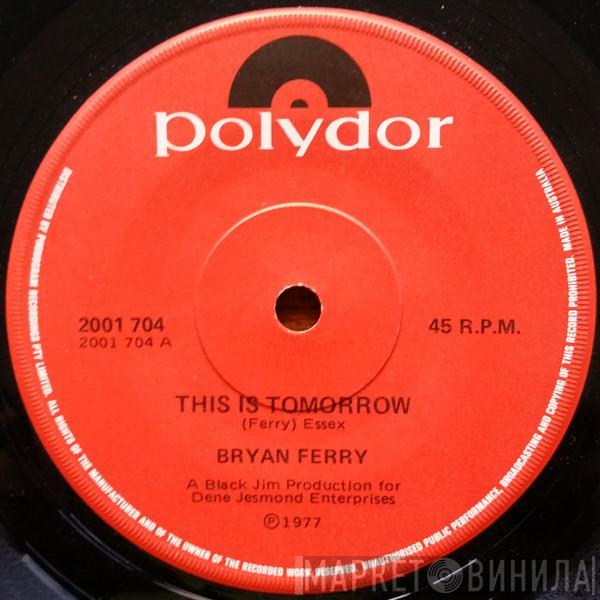 polydor
2001 704
2001 704 A
45 R.P.M.
THIS IS TOMORROW
(Ferry) Essex
BRYAN FERRY
A Black Jim Production for
Dene Jesmond Enterprises
℗1977
DISTRIBUTED BY PHONOGRAM RECORDINGS PTY LIMITED. ALL RIGHTS OF THE MANUFACTURER AND OF THE OWNER OF THE RECORDED WORK RESERVED. UNAUTHORISED PUBLIC PERFORMANCE, BROADCASTING AND COPYING OF THIS RECORD PROHIBITED. MADE IN AUSTRALIA
МАРКЕТ ВИНИЛА